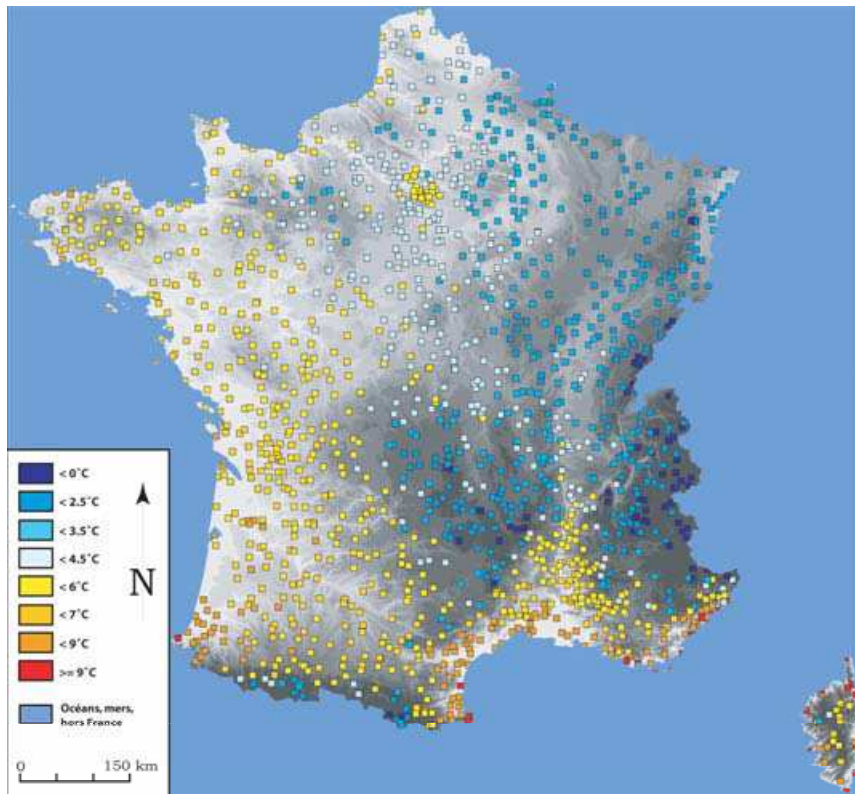 < 0°C
< 2.5°C
< 3.5°C
< 4.5°C
< 6°C
< 7°C
< 9°C
>= 9°C
N
Océans, mers,
hors France
0 150 km